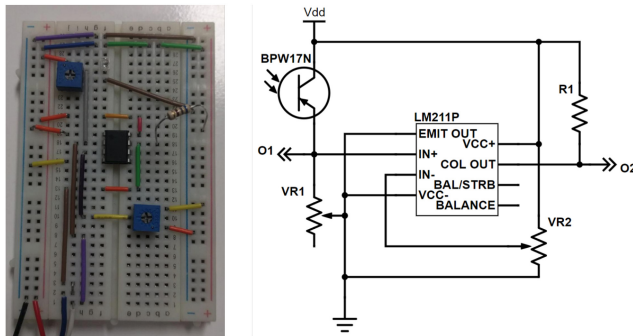 Vdd
BPW17N
R1
LM211P
EMIT OUT
VCC+
O1
IN+
COL OUT
O2
IN-
BAL/STRB
VR1
VCC-
BALANCE
VR2